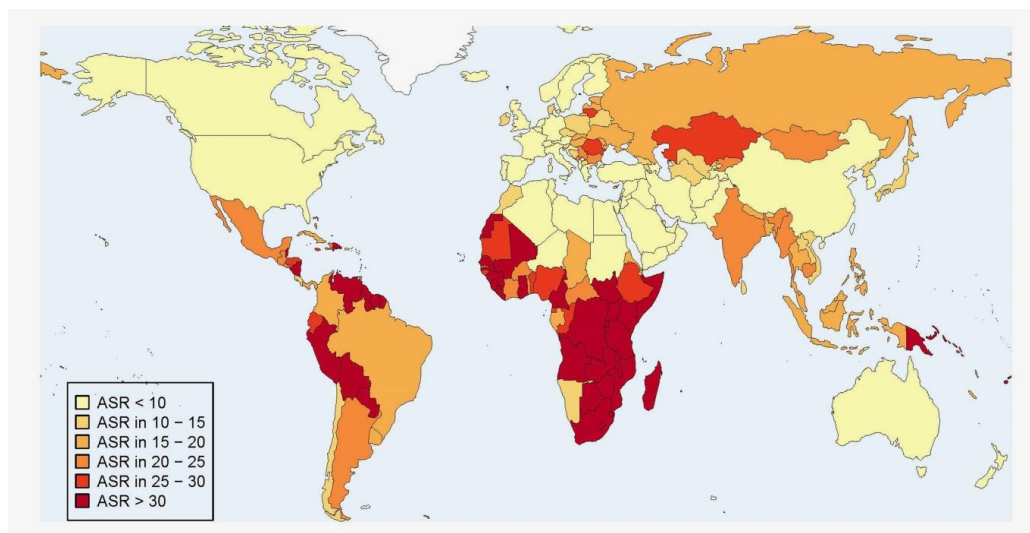 ASR < 10
ASR in 10 – 15
ASR in 15 – 20
ASR in 20 – 25
ASR in 25 – 30
ASR > 30